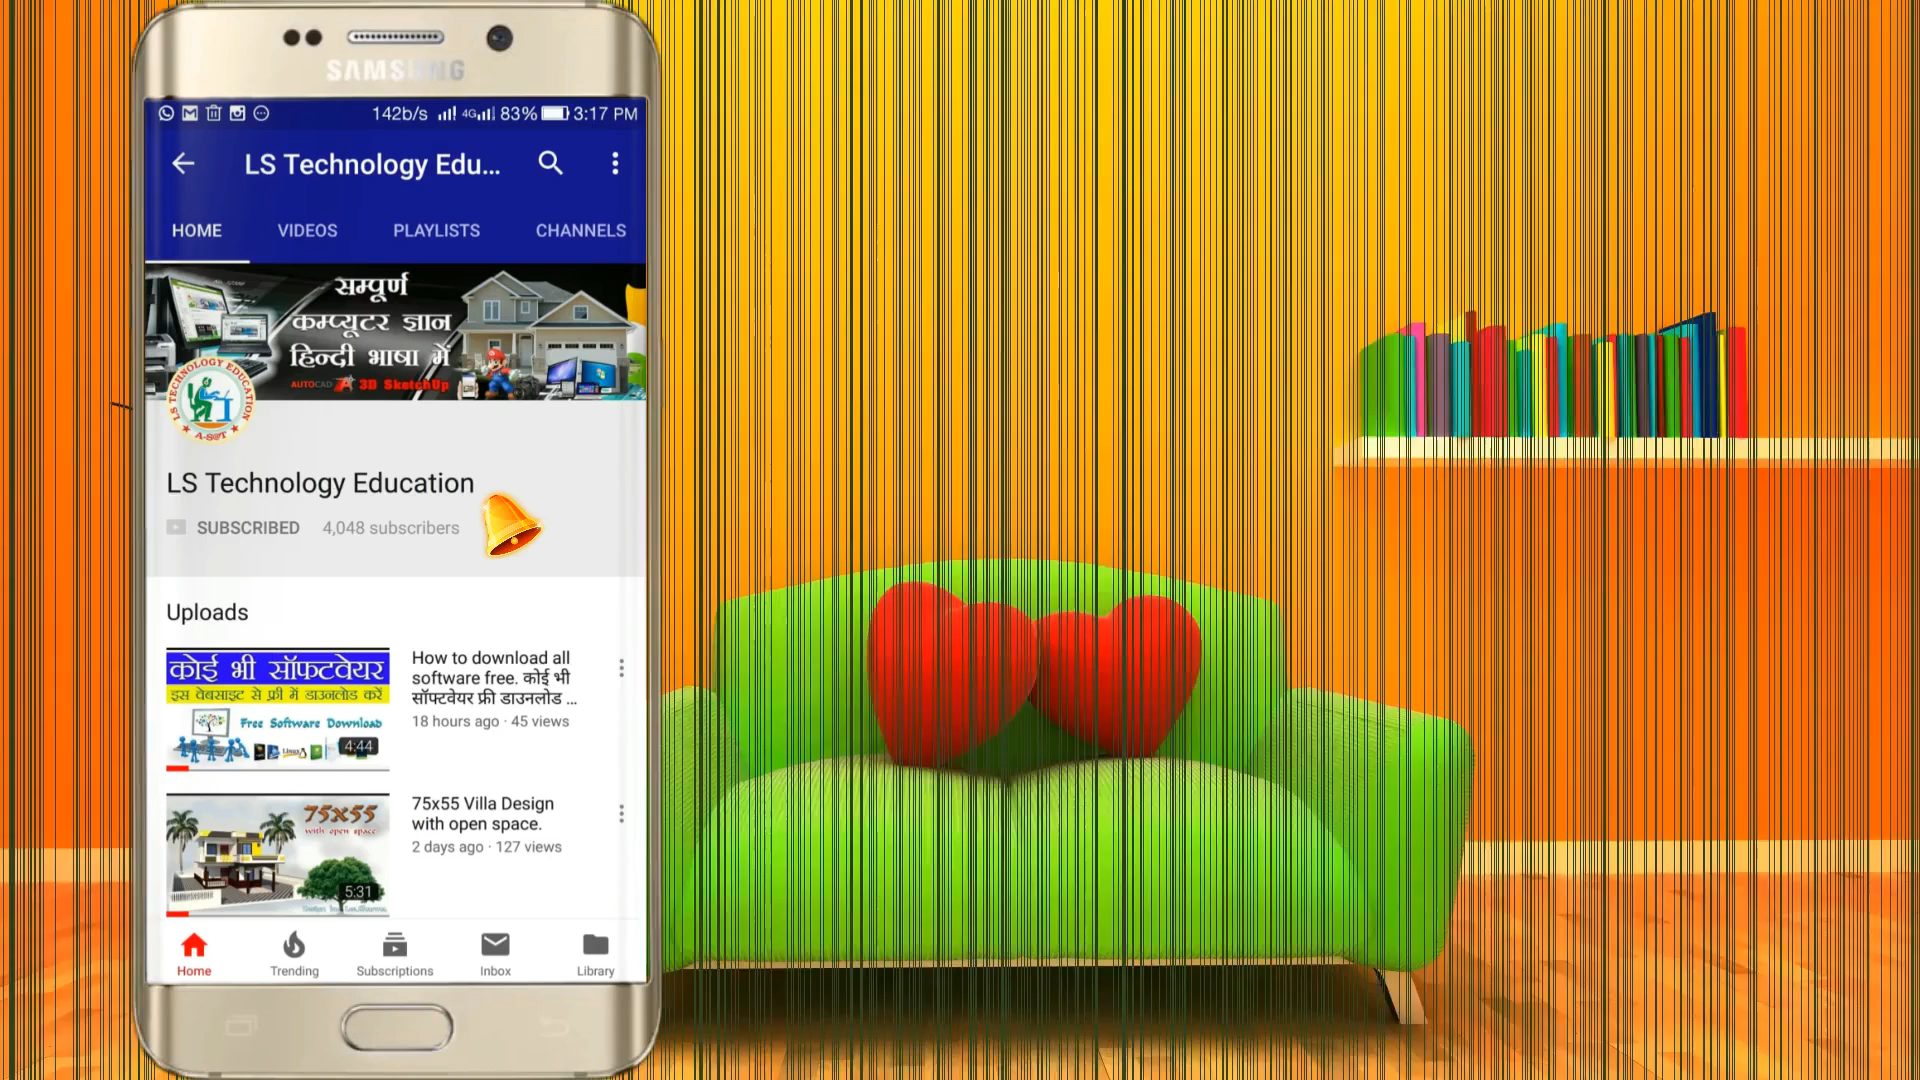 SAMSUNG
142b/s 4G 83% 3:17 PM
LS Technology Edu...
HOME VIDEOS PLAYLISTS CHANNELS
सम्पूर्ण
कम्प्यूटर ज्ञान
हिन्दी भाषा में
AUTOCAD 3D SketchUp
LS TECHNOLOGY EDUCATION
A-S@T
LS Technology Education
SUBSCRIBED 4,048 subscribers
Uploads
कोई भी सॉफटवेयर
इस वेबसाइट से फ्री में डाउनलोड करें
Free Software Download
Linux
4:44
How to download all
software free. कोई भी
सॉफ्टवेयर फ्री डाउनलोड ...
18 hours ago · 45 views
75x55
with open space
5:31
75x55 Villa Design
with open space.
2 days ago · 127 views
Home Trending Subscriptions Inbox Library